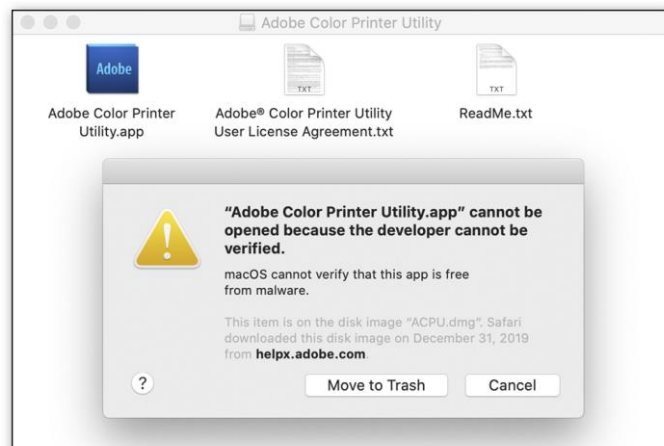 Adobe Color Printer Utility
Adobe
TXT
TXT
Adobe Color Printer
Utility.app
Adobe® Color Printer Utility
User License Agreement.txt
ReadMe.txt
“Adobe Color Printer Utility.app” cannot be
opened because the developer cannot be
verified.
macOS cannot verify that this app is free
from malware.
This item is on the disk image “ACPU.dmg”. Safari
downloaded this disk image on December 31, 2019
from helpx.adobe.com.
?
Move to Trash
Cancel